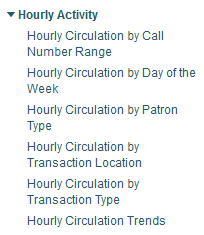 Hourly Activity
Hourly Circulation by Call
Number Range
Hourly Circulation by Day of the
Week
Hourly Circulation by Patron
Type
Hourly Circulation by
Transaction Location
Hourly Circulation by
Transaction Type
Hourly Circulation Trends